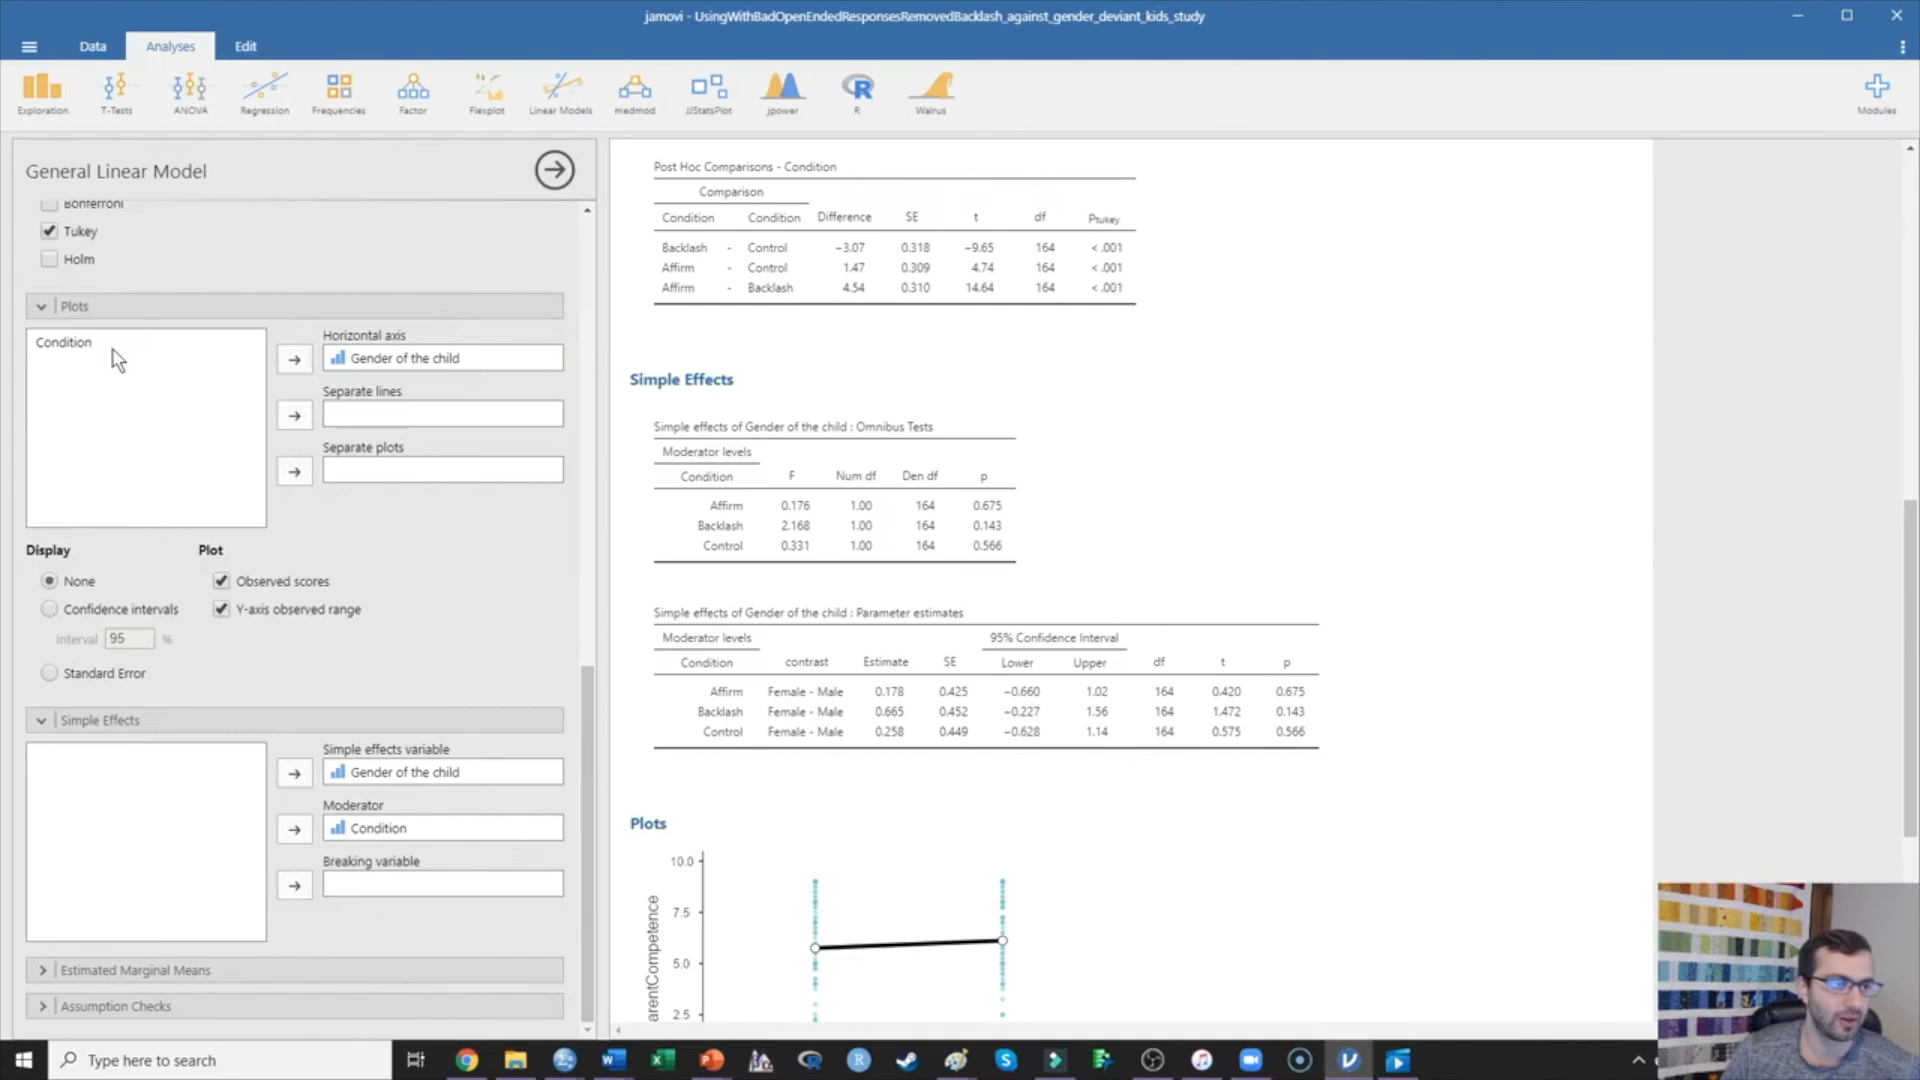 jamovi - UsingWithBadOpenEndedResponsesRemovedBacklash_against_gender_deviant_kids_study
Data Analyses Edit
Exploration T-Tests ANOVA Regression Frequencies Factor Flexplot Linear Models medmod JJStatsPlot jpower R Walrus Modules
General Linear Model
Bonferroni
Tukey
Holm
Plots
Condition
Horizontal axis
Gender of the child
Separate lines
Separate plots
Display Plot
None Observed scores
Confidence intervals Y-axis observed range
Interval 95 %
Standard Error
Simple Effects
Simple effects variable
Gender of the child
Moderator
Condition
Breaking variable
Estimated Marginal Means
Assumption Checks
Post Hoc Comparisons - Condition
Comparison
Condition Condition Difference SE t df Ptukey
Backlash - Control −3.07 0.318 −9.65 164 < .001
Affirm - Control 1.47 0.309 4.74 164 < .001
Affirm - Backlash 4.54 0.310 14.64 164 < .001
Simple Effects
Simple effects of Gender of the child : Omnibus Tests
Moderator levels
Condition F Num df Den df p
Affirm 0.176 1.00 164 0.675
Backlash 2.168 1.00 164 0.143
Control 0.331 1.00 164 0.566
Simple effects of Gender of the child : Parameter estimates
Moderator levels 95% Confidence Interval
Condition contrast Estimate SE Lower Upper df t p
Affirm Female - Male 0.178 0.425 −0.660 1.02 164 0.420 0.675
Backlash Female - Male 0.665 0.452 −0.227 1.56 164 1.472 0.143
Control Female - Male 0.258 0.449 −0.628 1.14 164 0.575 0.566
Plots
10.0
7.5
5.0
2.5
arentCompetence
Type here to search